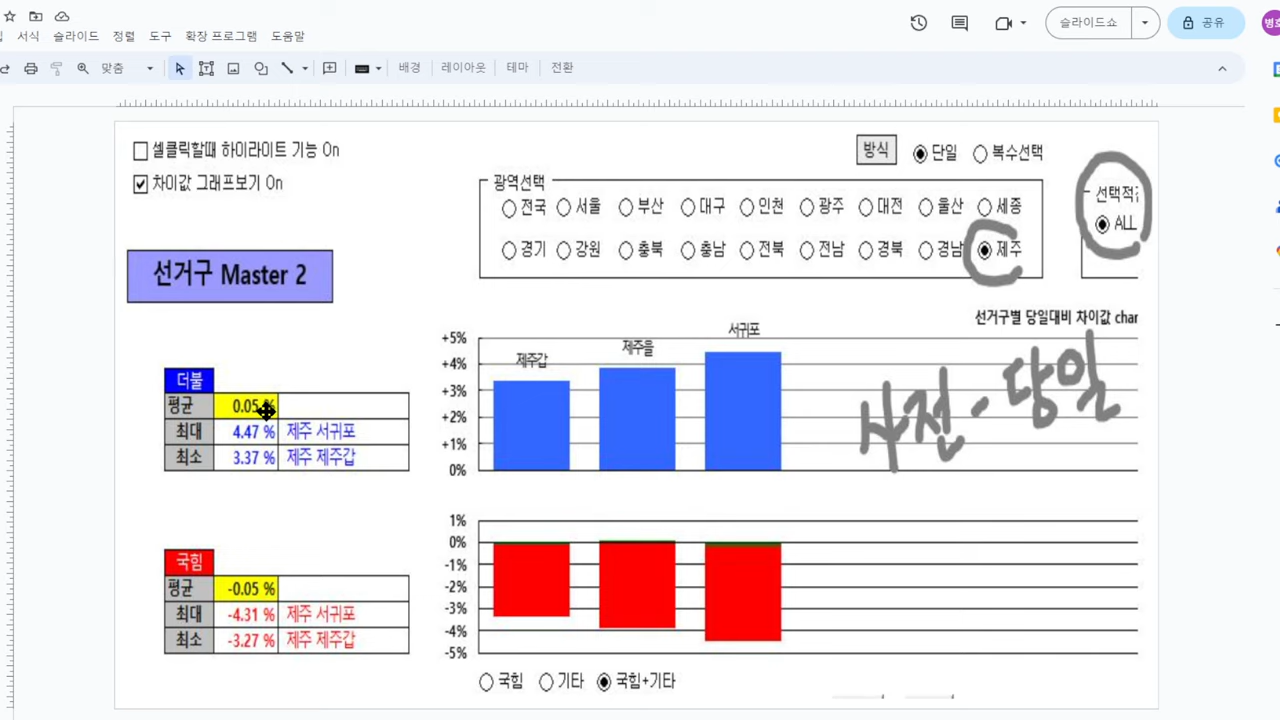 서식 슬라이드 정렬 도구 확장 프로그램 도움말
슬라이드쇼
공유
맞춤
배경 레이아웃 테마 전환
셀클릭할때 하이라이트 기능 On
차이값 그래프보기 On
방식 단일 복수선택
광역선택
전국 서울 부산 대구 인천 광주 대전 울산 세종
경기 강원 충북 충남 전북 전남 경북 경남 제주
ALL
선거구 Master 2
선거구별 당일대비 차이값 char
+5%
+4%
+3%
+2%
+1%
0%
제주갑 제주을 서귀포
사전 - 당일
더불
평균 0.05 %
최대 4.47 % 제주 서귀포
최소 3.37 % 제주 제주갑
1%
0%
-1%
-2%
-3%
-4%
-5%
국힘
평균 -0.05 %
최대 -4.31 % 제주 서귀포
최소 -3.27 % 제주 제주갑
국힘 기타 국힘+기타